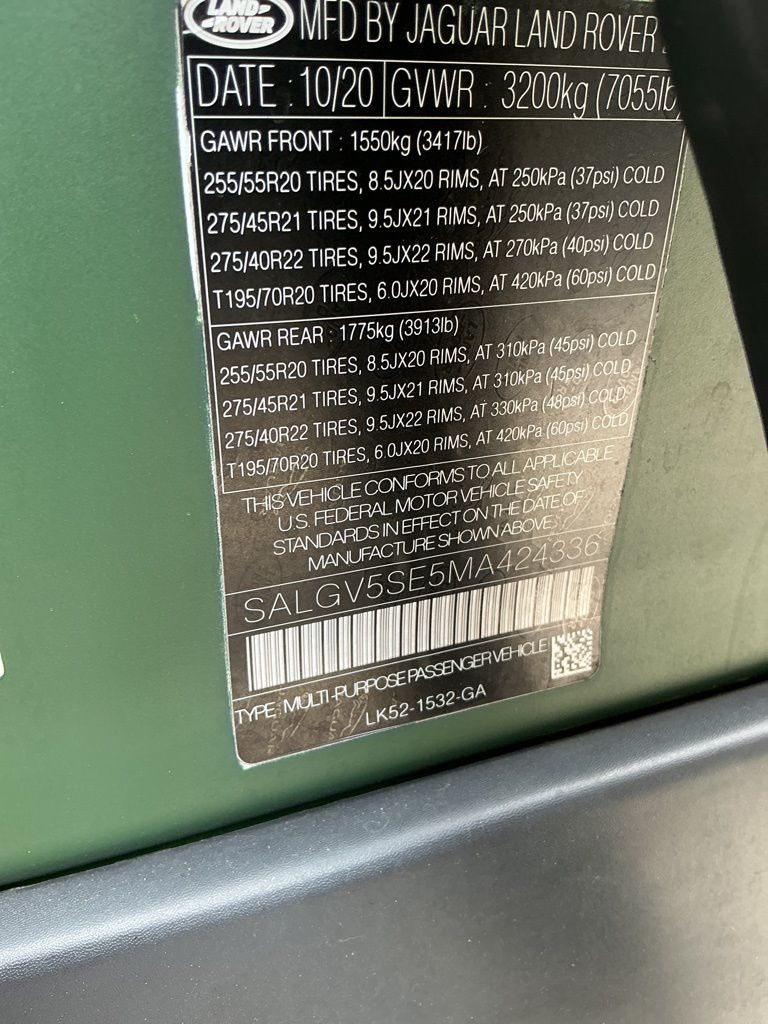 LAND-
-ROVER
MFD BY JAGUAR LAND ROVER
DATE : 10/20 GVWR : 3200kg (7055lb)
GAWR FRONT : 1550kg (3417lb)
255/55R20 TIRES, 8.5JX20 RIMS, AT 250kPa (37psi) COLD
275/45R21 TIRES, 9.5JX21 RIMS, AT 250kPa (37psi) COLD
275/40R22 TIRES, 9.5JX22 RIMS, AT 270kPa (40psi) COLD
T195/70R20 TIRES, 6.0JX20 RIMS, AT 420kPa (60psi) COLD
GAWR REAR : 1775kg (3913lb)
255/55R20 TIRES, 8.5JX20 RIMS, AT 310kPa (45psi) COLD
275/45R21 TIRES, 9.5JX21 RIMS, AT 310kPa (45psi) COLD
275/40R22 TIRES, 9.5JX22 RIMS, AT 330kPa (48psi) COLD
T195/70R20 TIRES, 6.0JX20 RIMS, AT 420kPa (60psi) COLD
THIS VEHICLE CONFORMS TO ALL APPLICABLE
U.S. FEDERAL MOTOR VEHICLE SAFETY
STANDARDS IN EFFECT ON THE DATE OF
MANUFACTURE SHOWN ABOVE.
SALGV5SE5MA424336
TYPE: MULTI-PURPOSE PASSENGER VEHICLE
LK52-1532-GA